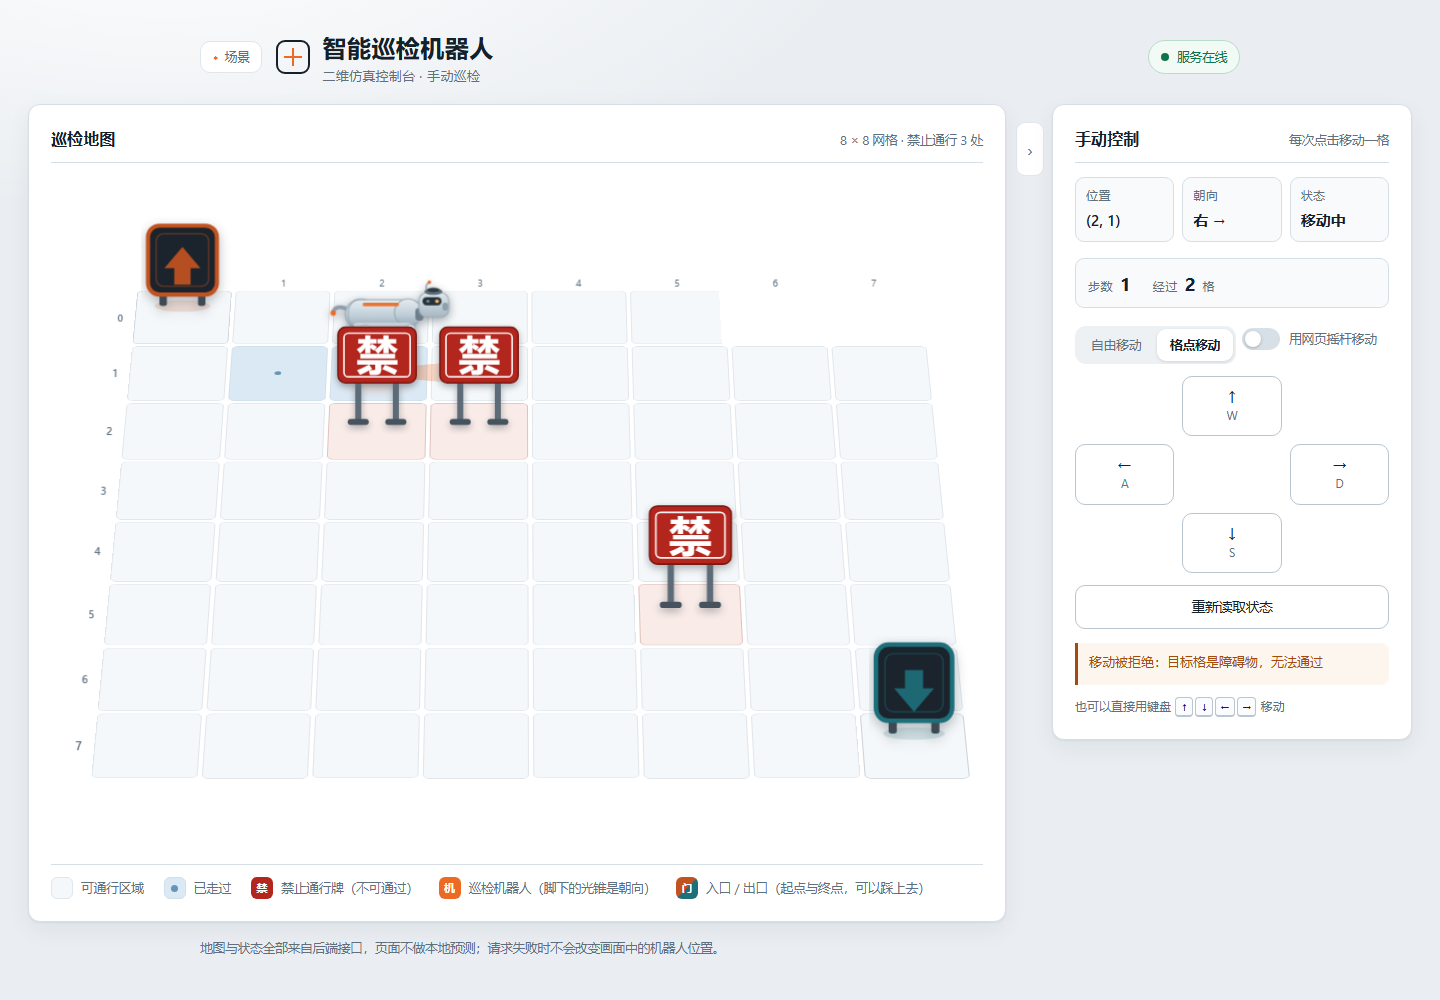 场景
智能巡检机器人
二维仿真控制台 · 手动巡检
服务在线
巡检地图
8 × 8 网格 · 禁止通行 3 处
1 2 3 4 5 6 7
0
1
2
3
4
5
6
7
禁
禁
禁
可通行区域
已走过
禁 禁止通行牌（不可通过）
机 巡检机器人（脚下的光锥是朝向）
门 入口 / 出口（起点与终点，可以踩上去）
›
手动控制
每次点击移动一格
位置
(2, 1)
朝向
右 →
状态
移动中
步数 1 经过 2 格
自由移动
格点移动
用网页摇杆移动
↑
W
←
A
→
D
↓
S
重新读取状态
移动被拒绝：目标格是障碍物，无法通过
也可以直接用键盘 ↑ ↓ ← → 移动
地图与状态全部来自后端接口，页面不做本地预测；请求失败时不会改变画面中的机器人位置。